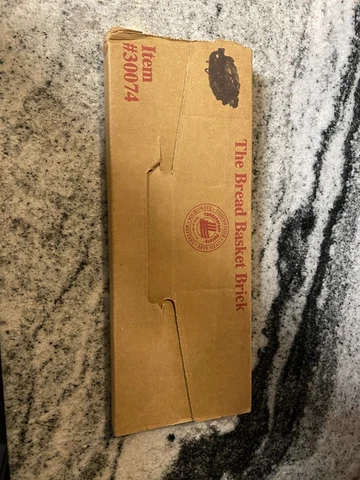 Item
#30074
The Bread Basket Brick